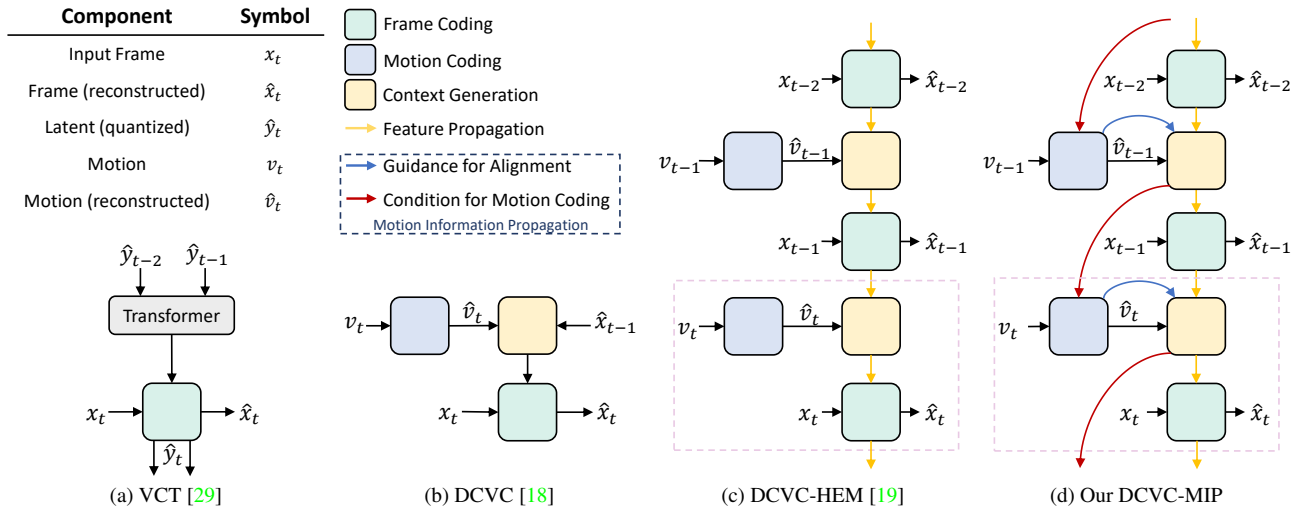 Component Symbol
Input Frame x_t
Frame (reconstructed) x̂_t
Latent (quantized) ŷ_t
Motion v_t
Motion (reconstructed) v̂_t
Frame Coding
Motion Coding
Context Generation
Feature Propagation
Guidance for Alignment
Condition for Motion Coding
Motion Information Propagation
ŷ_{t−2} ŷ_{t−1}
Transformer
x_t x̂_t
ŷ_t
(a) VCT [29]
v_t v̂_t x̂_{t−1}
x_t x̂_t
(b) DCVC [18]
x_{t−2} x̂_{t−2}
v_{t−1} v̂_{t−1}
x_{t−1} x̂_{t−1}
v_t v̂_t
x_t x̂_t
(c) DCVC-HEM [19]
x_{t−2} x̂_{t−2}
v_{t−1} v̂_{t−1}
x_{t−1} x̂_{t−1}
v_t v̂_t
x_t x̂_t
(d) Our DCVC-MIP